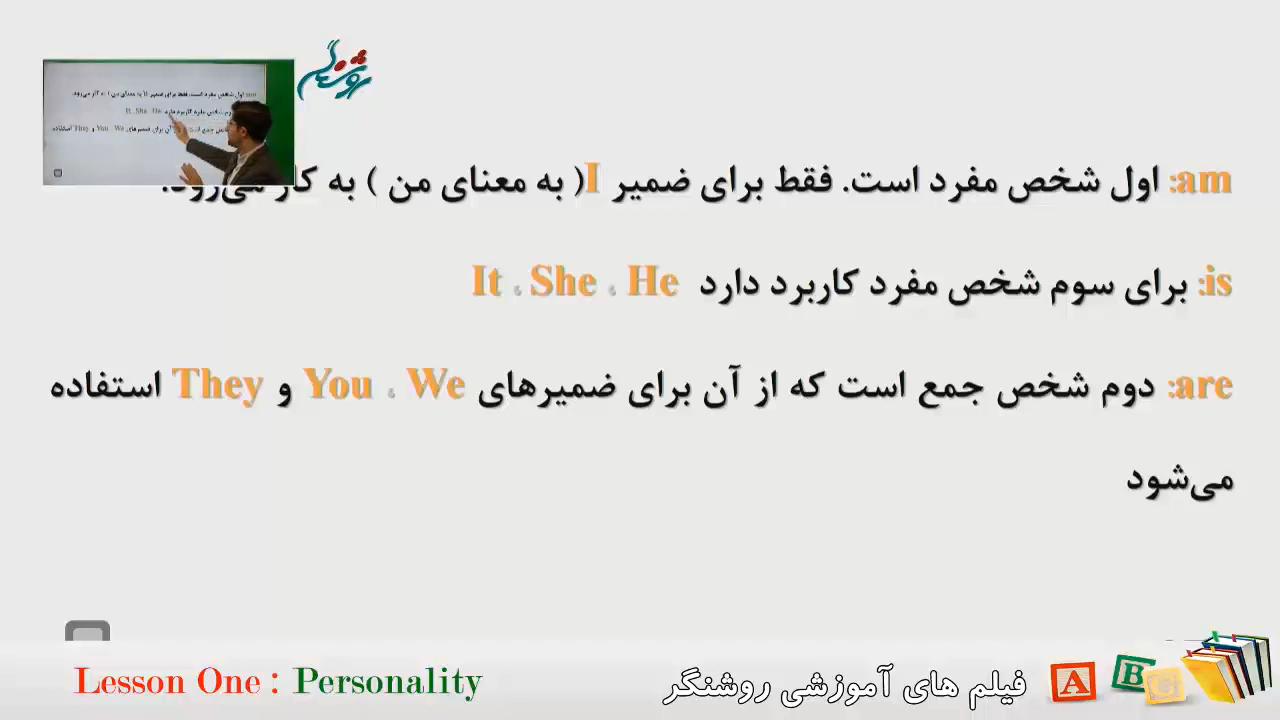 روشنگر
am: اول شخص مفرد است. فقط برای ضمیر I( به معنای من ) به کار می‌رود.
is: برای سوم شخص مفرد کاربرد دارد It ، She ، He
are: دوم شخص جمع است که از آن برای ضمیرهای We ، You و They استفاده
می‌شود
Lesson One : Personality
فیلم های آموزشی روشنگر
A B C